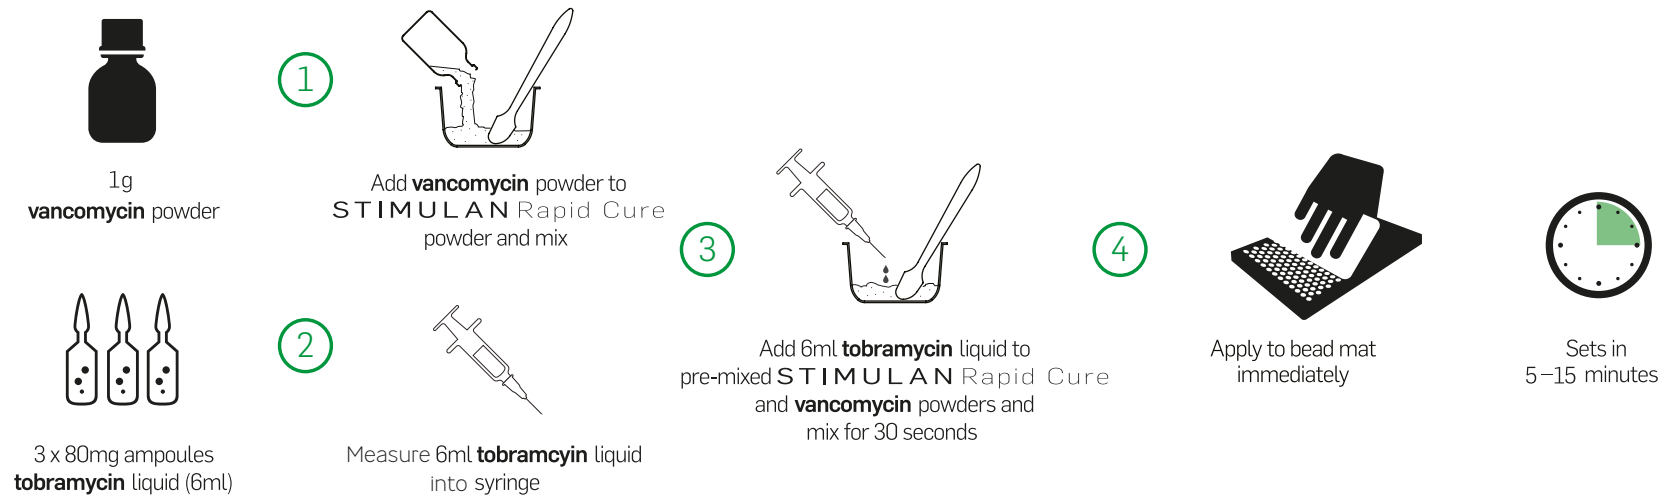 1g
vancomycin powder
1
Add vancomycin powder to
STIMULAN Rapid Cure
powder and mix
3 x 80mg ampoules
tobramycin liquid (6ml)
2
Measure 6ml tobramcyin liquid
into syringe
3
Add 6ml tobramycin liquid to
pre-mixed STIMULAN Rapid Cure
and vancomycin powders and
mix for 30 seconds
4
Apply to bead mat
immediately
Sets in
5–15 minutes